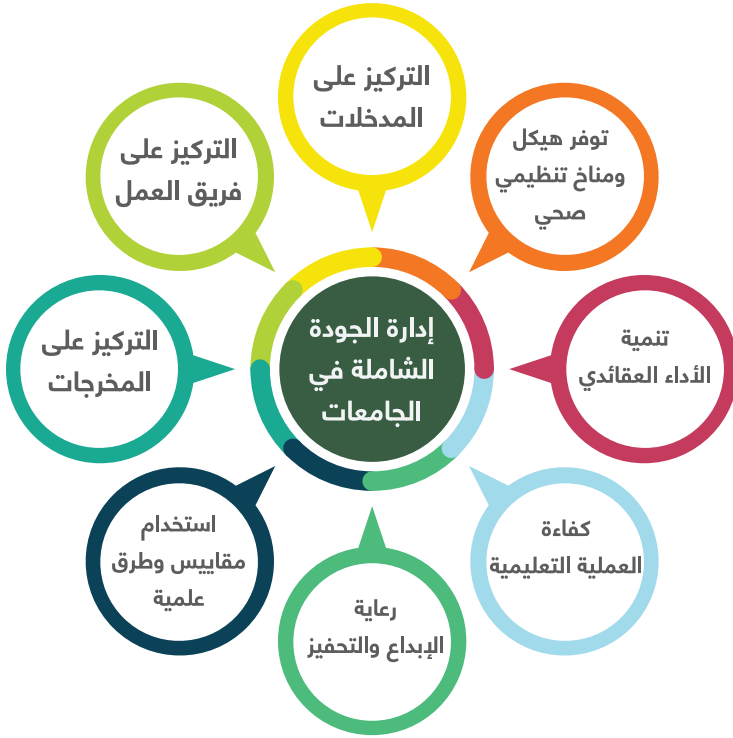 التركيز على
المدخلات
توفر هيكل
ومناخ تنظيمي
صحي
تنمية
الأداء العقائدي
كفاءة
العملية التعليمية
رعاية
الإبداع والتحفيز
استخدام
مقاييس وطرق
علمية
التركيز على
المخرجات
التركيز على
فريق العمل
إدارة الجودة
الشاملة في
الجامعات